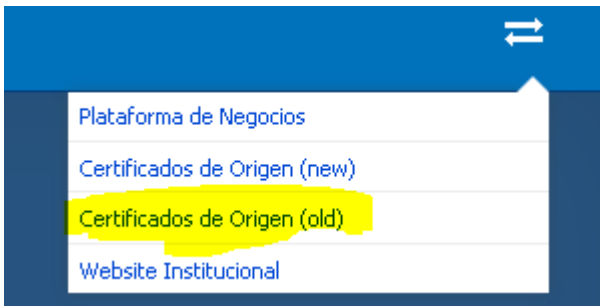 Plataforma de Negocios
Certificados de Origen (new)
Certificados de Origen (old)
Website Institucional